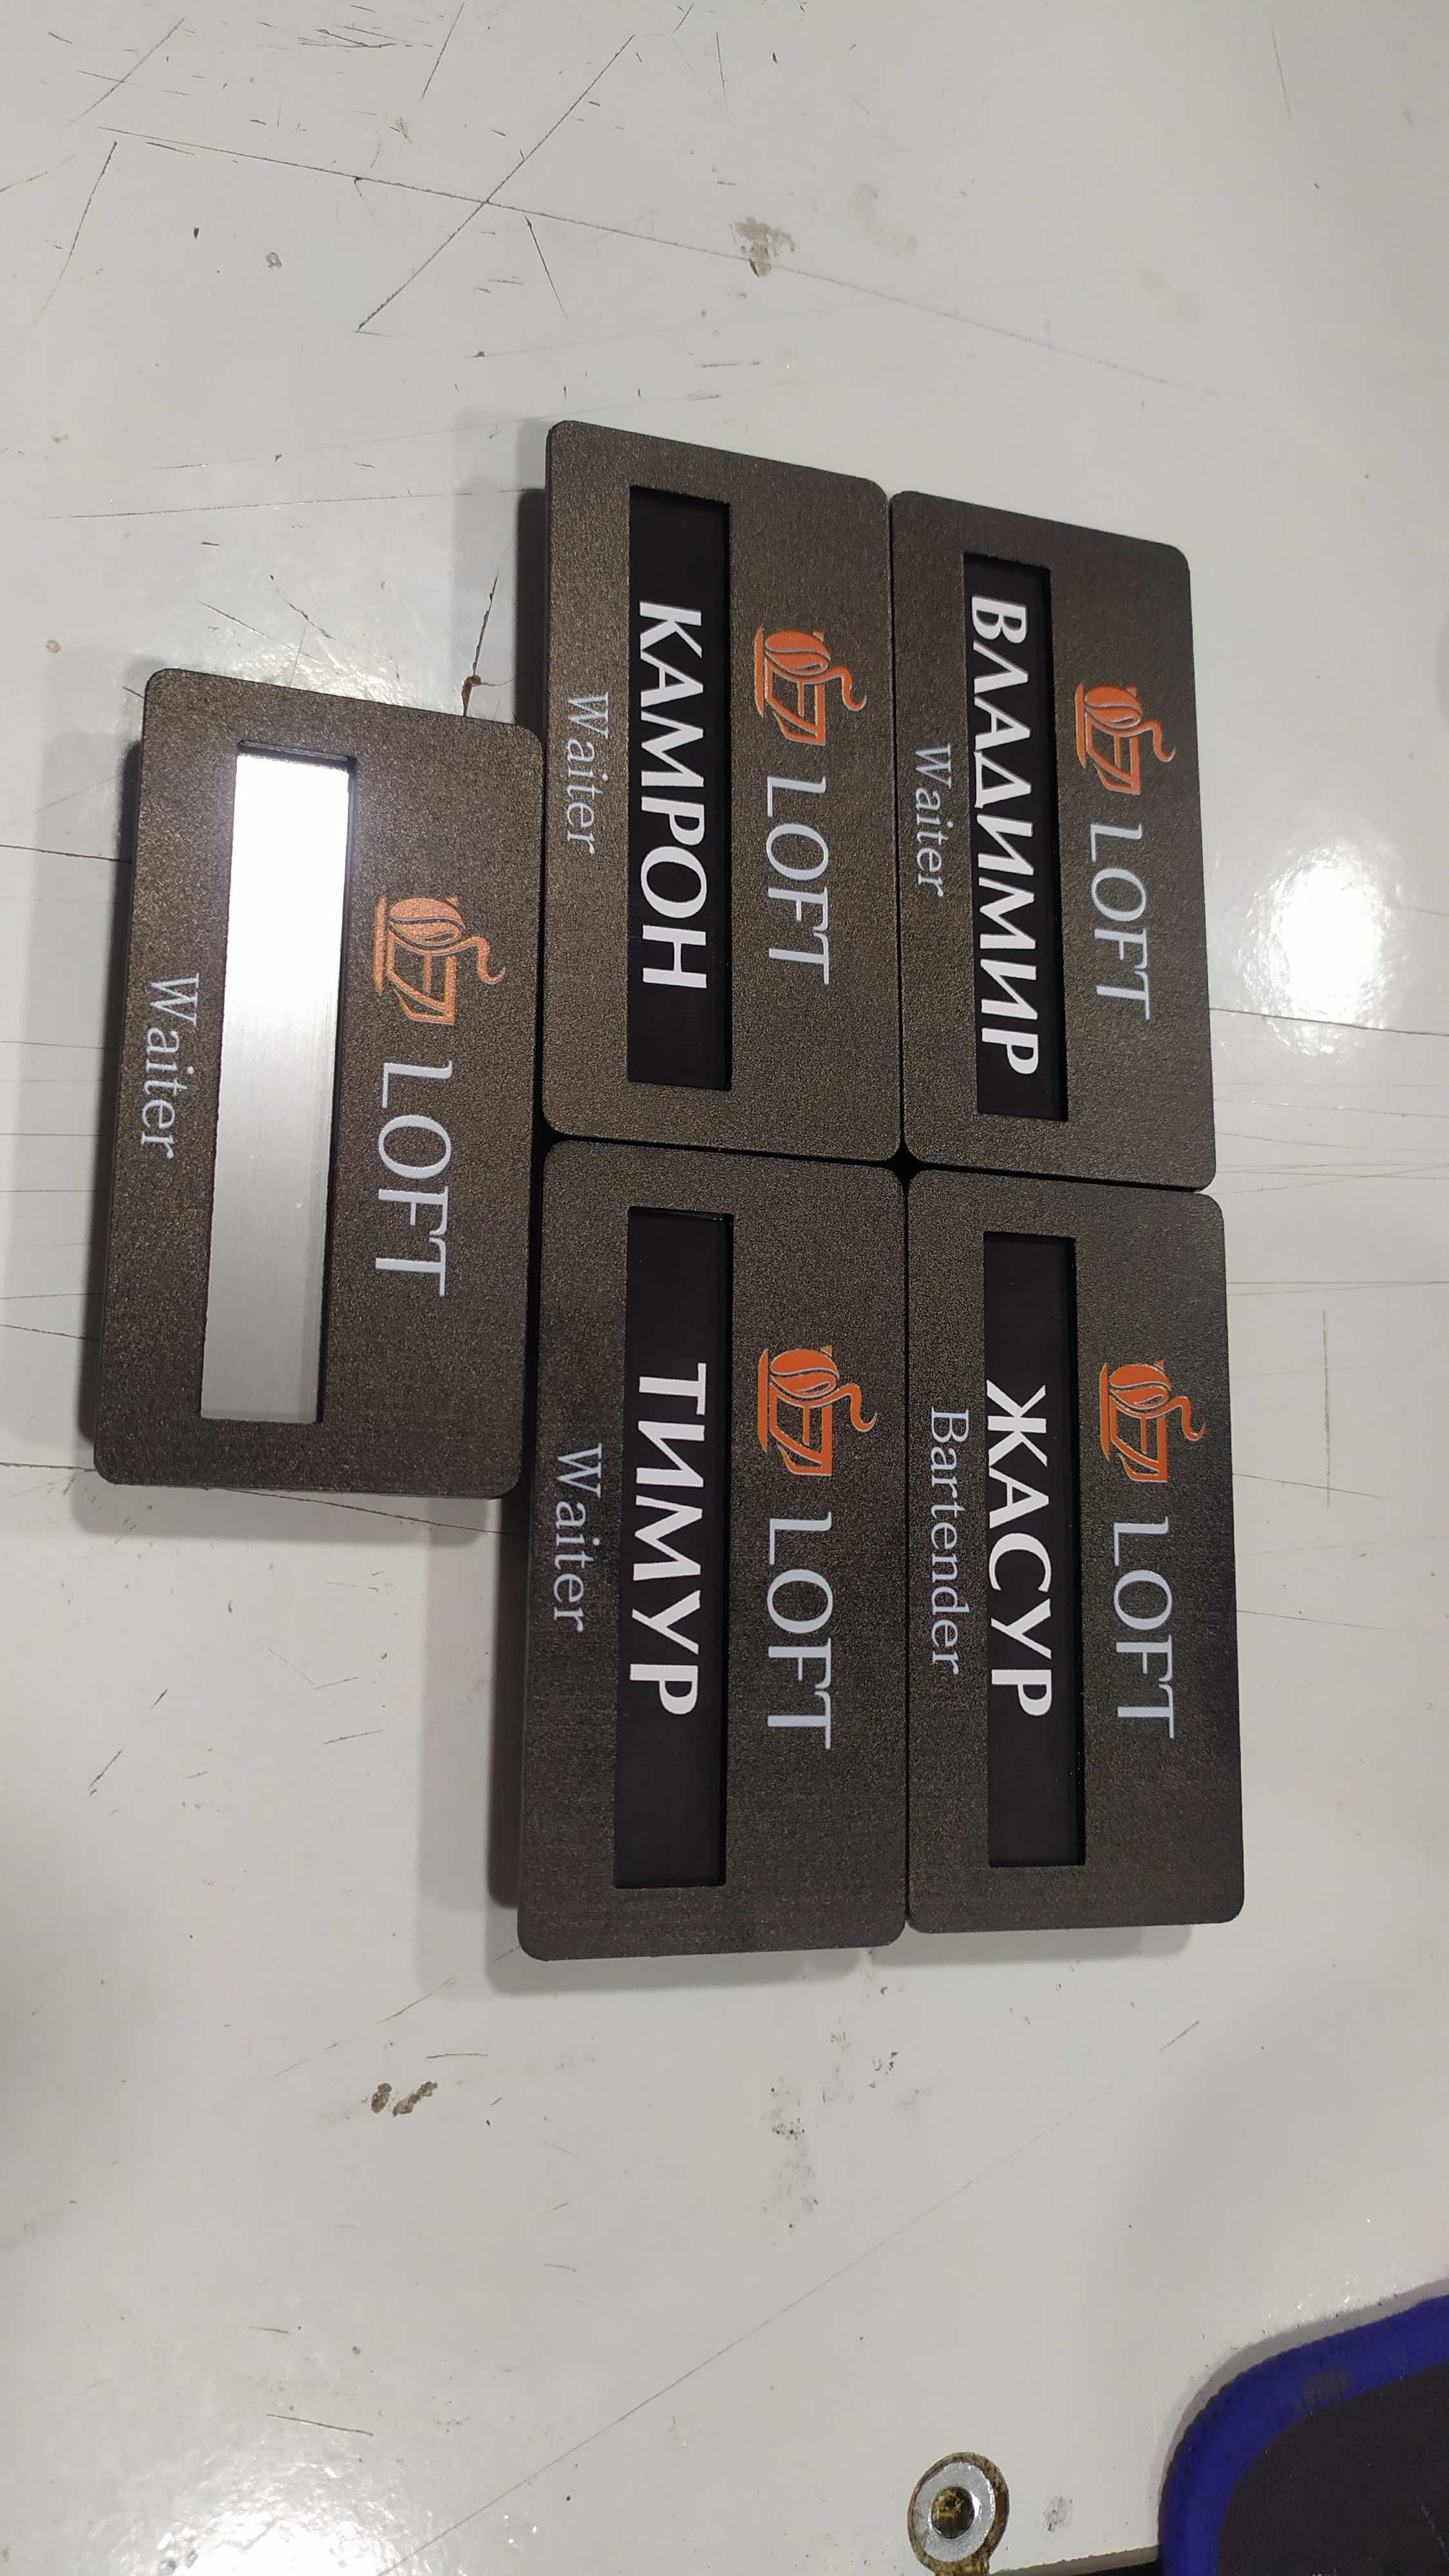 LOFT
ВЛАДИМИР
Waiter
LOFT
ЖАСУР
Bartender
LOFT
КАМРОН
Waiter
LOFT
ТИМУР
Waiter
LOFT
Waiter